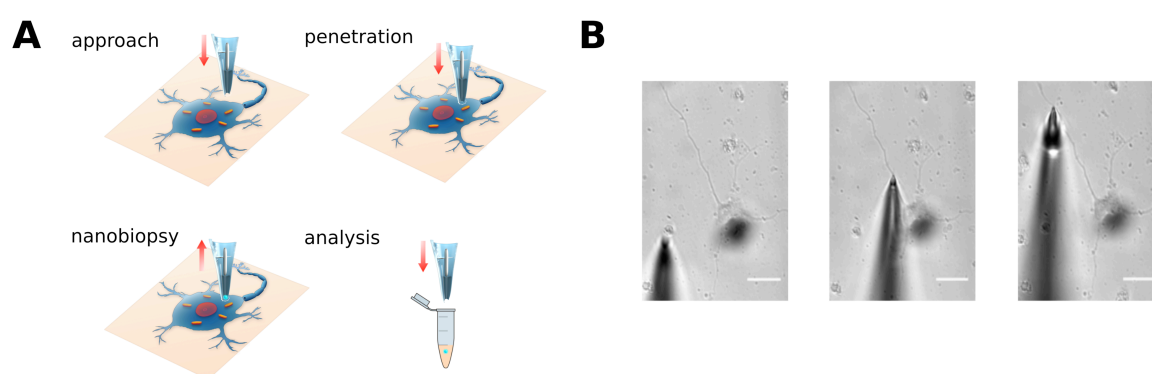 A
approach
penetration
nanobiopsy
analysis
B